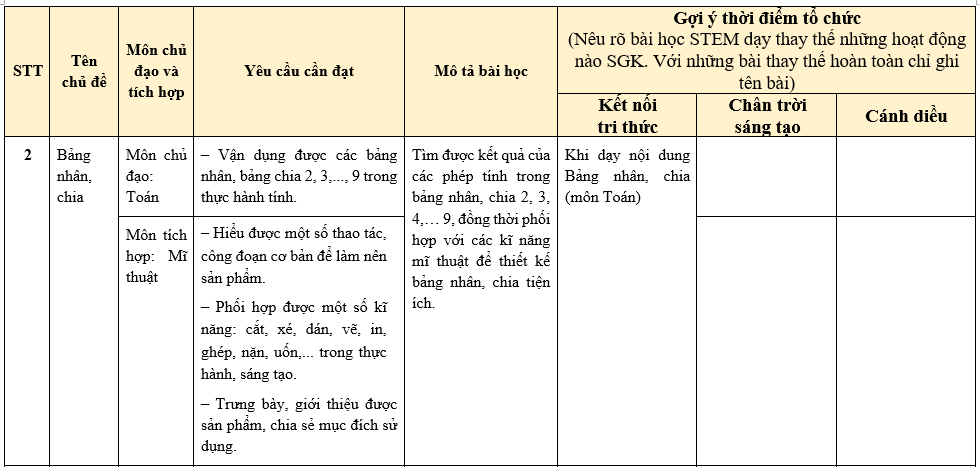 STT
Tên
chủ đề
Môn chủ
đạo và
tích hợp
Yêu cầu cần đạt
Mô tả bài học
Gợi ý thời điểm tổ chức
(Nêu rõ bài học STEM dạy thay thế những hoạt động
nào SGK. Với những bài thay thế hoàn toàn chỉ ghi
tên bài)
Kết nối
tri thức
Chân trời
sáng tạo
Cánh diều
2
Bảng
nhân,
chia
Môn chủ
đạo:
Toán
– Vận dụng được các bảng
nhân, bảng chia 2, 3,..., 9 trong
thực hành tính.
Môn tích
hợp: Mĩ
thuật
– Hiểu được một số thao tác,
công đoạn cơ bản để làm nên
sản phẩm.
– Phối hợp được một số kĩ
năng: cắt, xé, dán, vẽ, in,
ghép, nặn, uốn,... trong thực
hành, sáng tạo.
– Trưng bày, giới thiệu được
sản phẩm, chia sẻ mục đích sử
dụng.
Tìm được kết quả của
các phép tính trong
bảng nhân, chia 2, 3,
4,… 9, đồng thời phối
hợp với các kĩ năng
mĩ thuật để thiết kế
bảng nhân, chia tiện
ích.
Khi dạy nội dung
Bảng nhân, chia
(môn Toán)